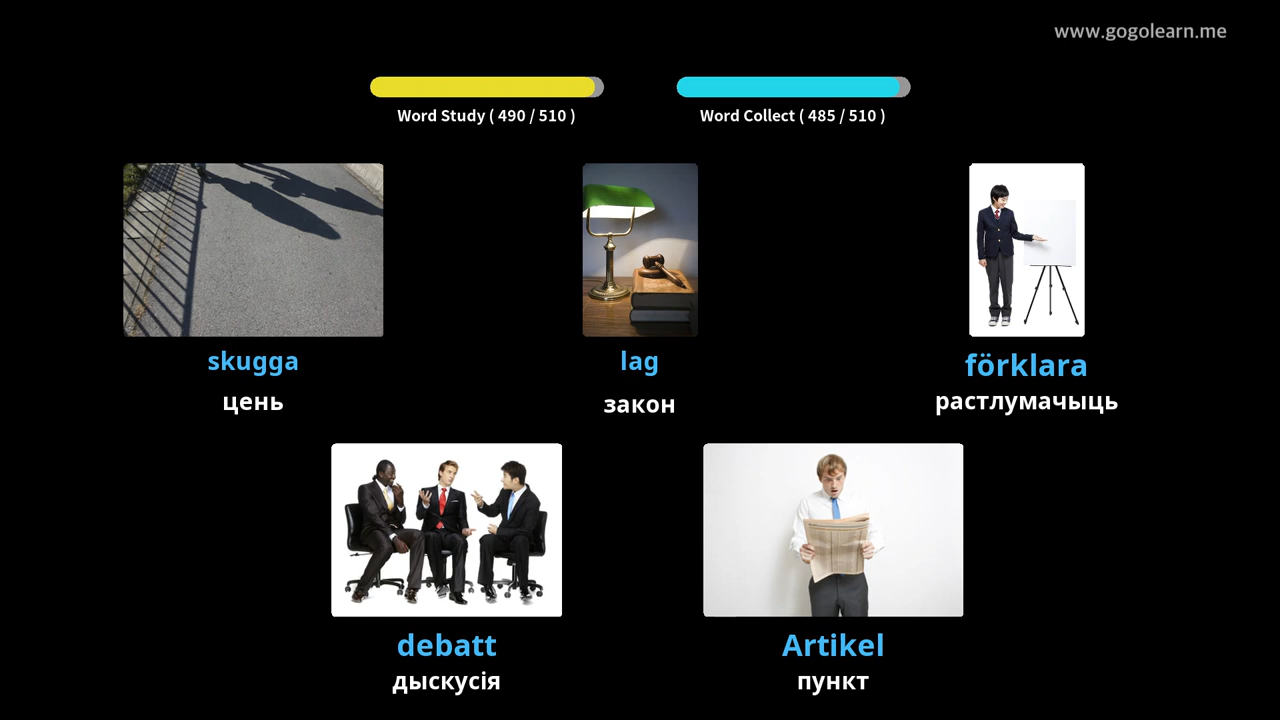 www.gogolearn.me
Word Study ( 490 / 510 )
Word Collect ( 485 / 510 )
skugga
цень
lag
закон
förklara
растлумачыць
debatt
дыскусія
Artikel
пункт